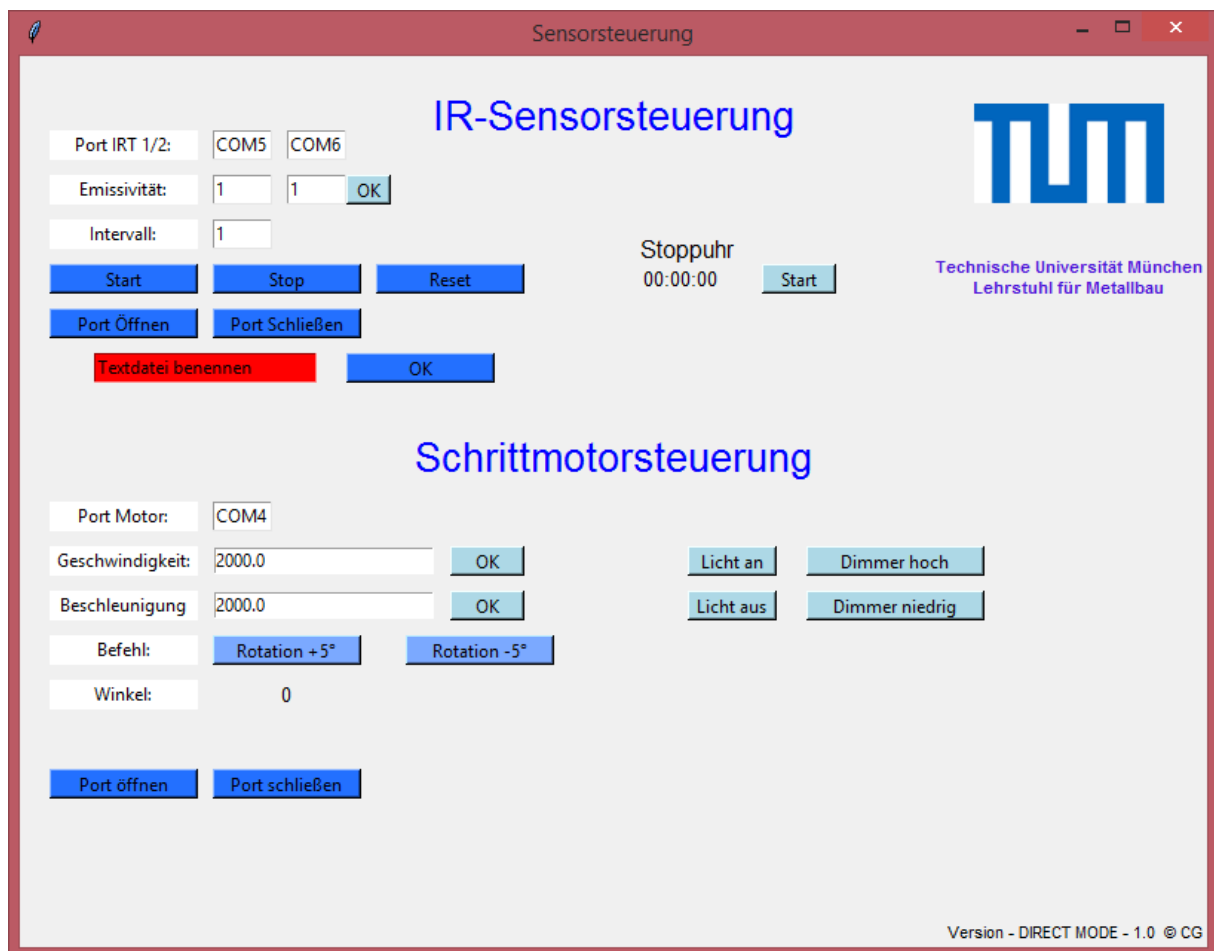 Sensorsteuerung
IR-Sensorsteuerung
TUM
Port IRT 1/2: COM5 COM6
Emissivität: 1 1 OK
Intervall: 1
Stoppuhr
Start Stop Reset 00:00:00 Start
Technische Universität München
Lehrstuhl für Metallbau
Port Öffnen Port Schließen
Textdatei benennen OK
Schrittmotorsteuerung
Port Motor: COM4
Geschwindigkeit: 2000.0 OK Licht an Dimmer hoch
Beschleunigung 2000.0 OK Licht aus Dimmer niedrig
Befehl: Rotation +5° Rotation -5°
Winkel: 0
Port öffnen Port schließen
Version - DIRECT MODE - 1.0 © CG